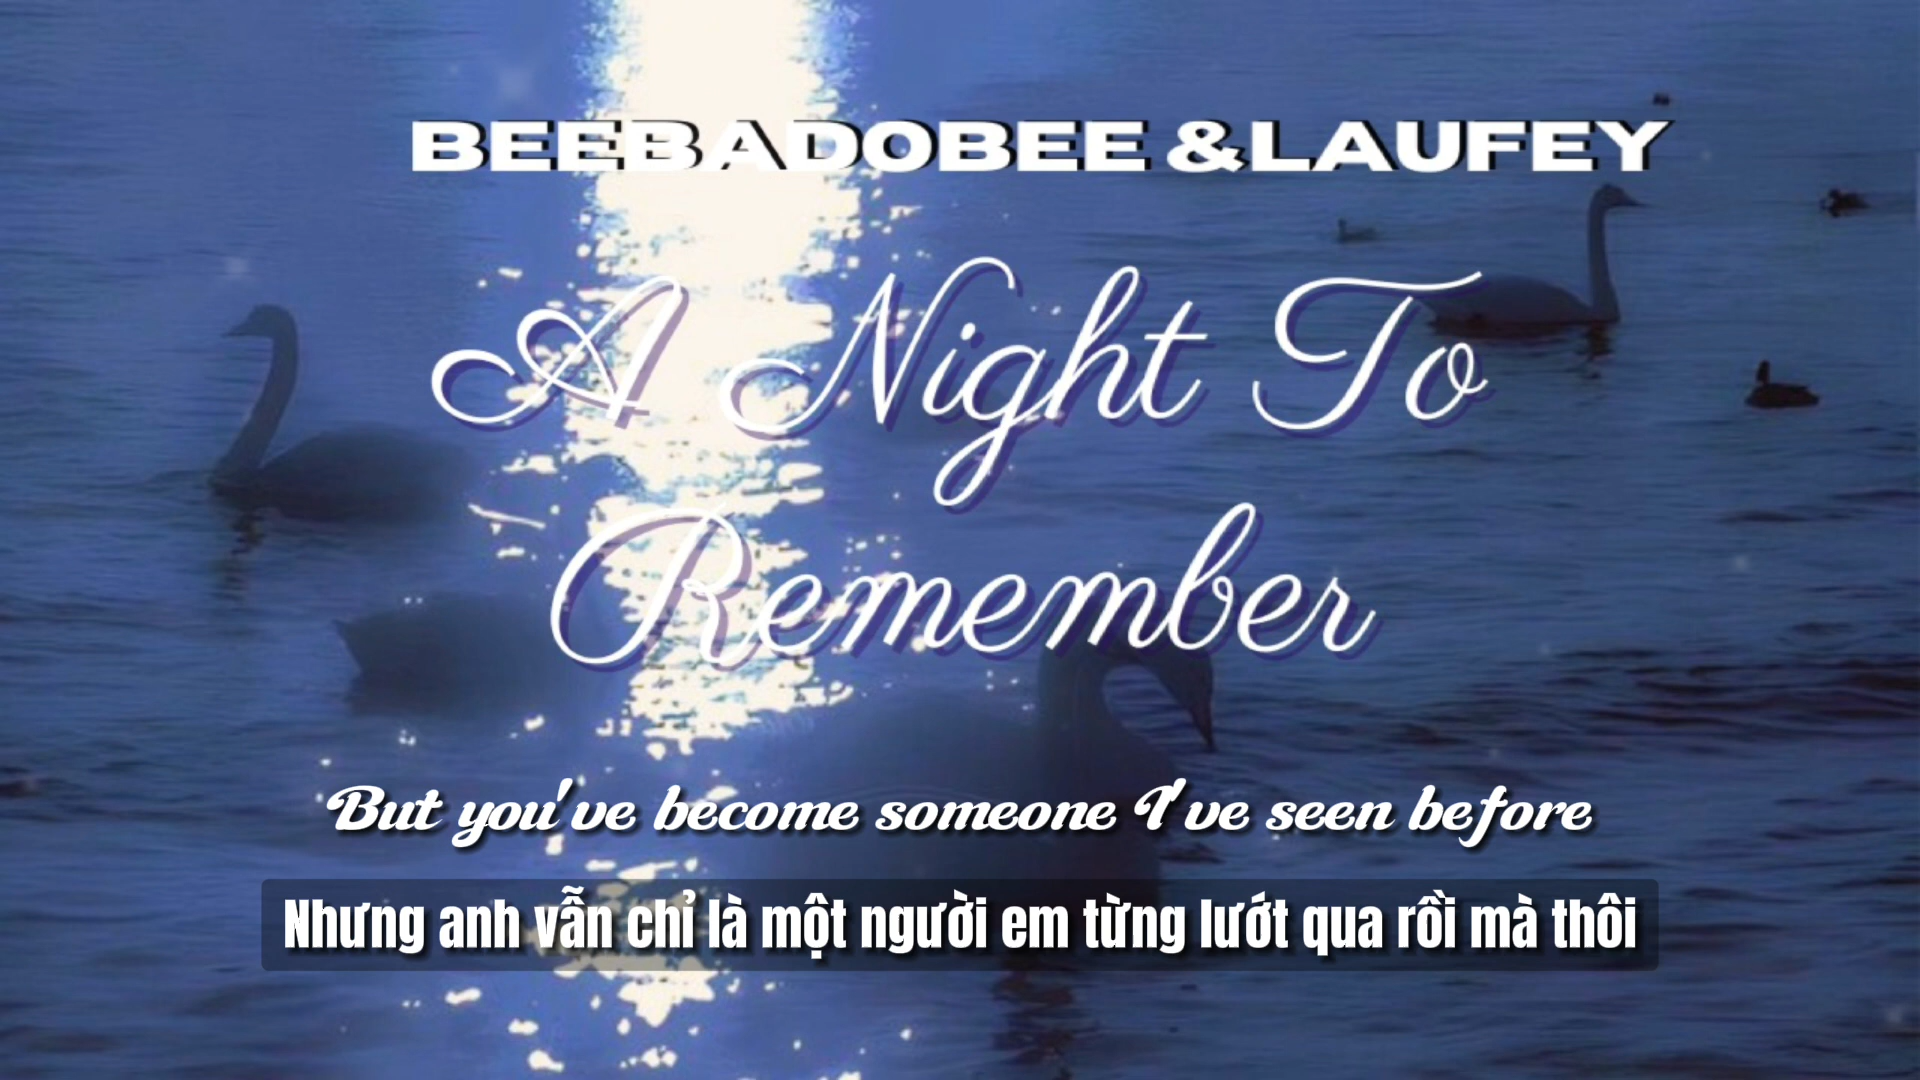 BEEBADOBEE &LAUFEY
A Night To
Remember
But you've become someone I've seen before
Nhưng anh vẫn chỉ là một người em từng lướt qua rồi mà thôi